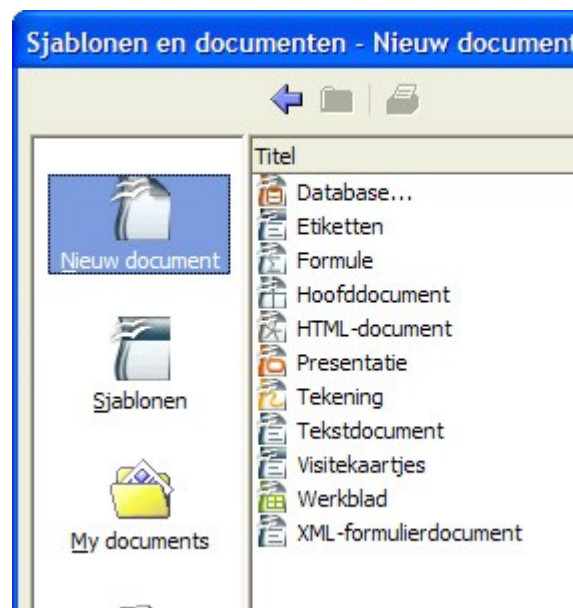 Sjablonen en documenten - Nieuw document
Titel
Nieuw document
Sjablonen
My documents
Database...
Etiketten
Formule
Hoofddocument
HTML-document
Presentatie
Tekening
Tekstdocument
Visitekaartjes
Werkblad
XML-formulierdocument